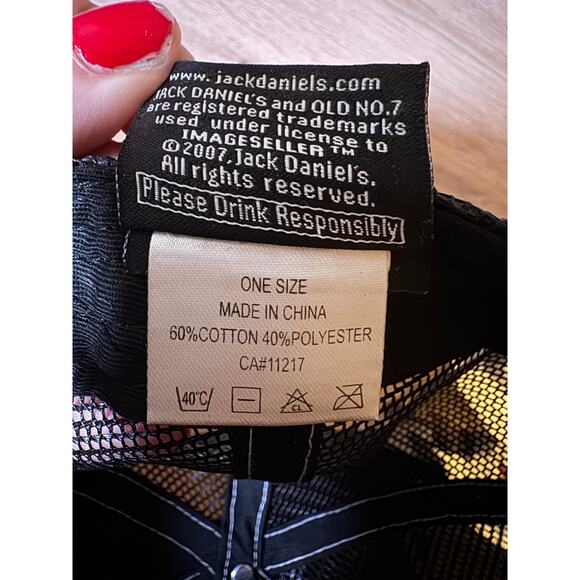 www.jackdaniels.com
JACK DANIEL'S and OLD NO.7
are registered trademarks
used under license to
IMAGESELLER™
©2007, Jack Daniel's.
All rights reserved.
Please Drink Responsibly
ONE SIZE
MADE IN CHINA
60%COTTON 40%POLYESTER
CA#11217
40°C CL